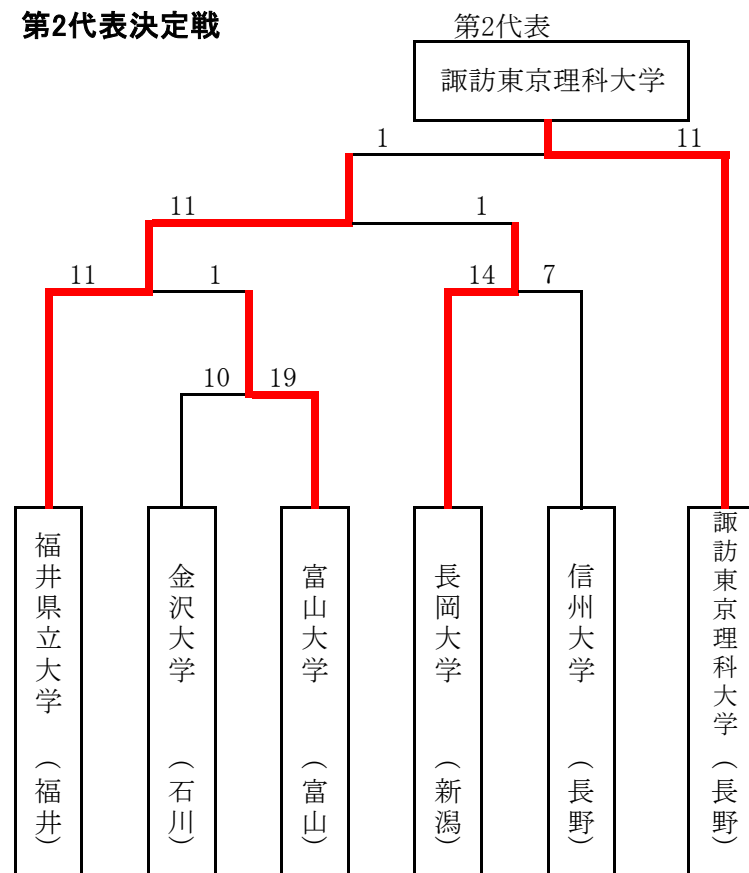 第2代表決定戦
第2代表
諏訪東京理科大学
1
11
11
1
11
1
14
7
10
19
福井県立大学（福井）
金沢大学（石川）
富山大学（富山）
長岡大学（新潟）
信州大学（長野）
諏訪東京理科大学（長野）